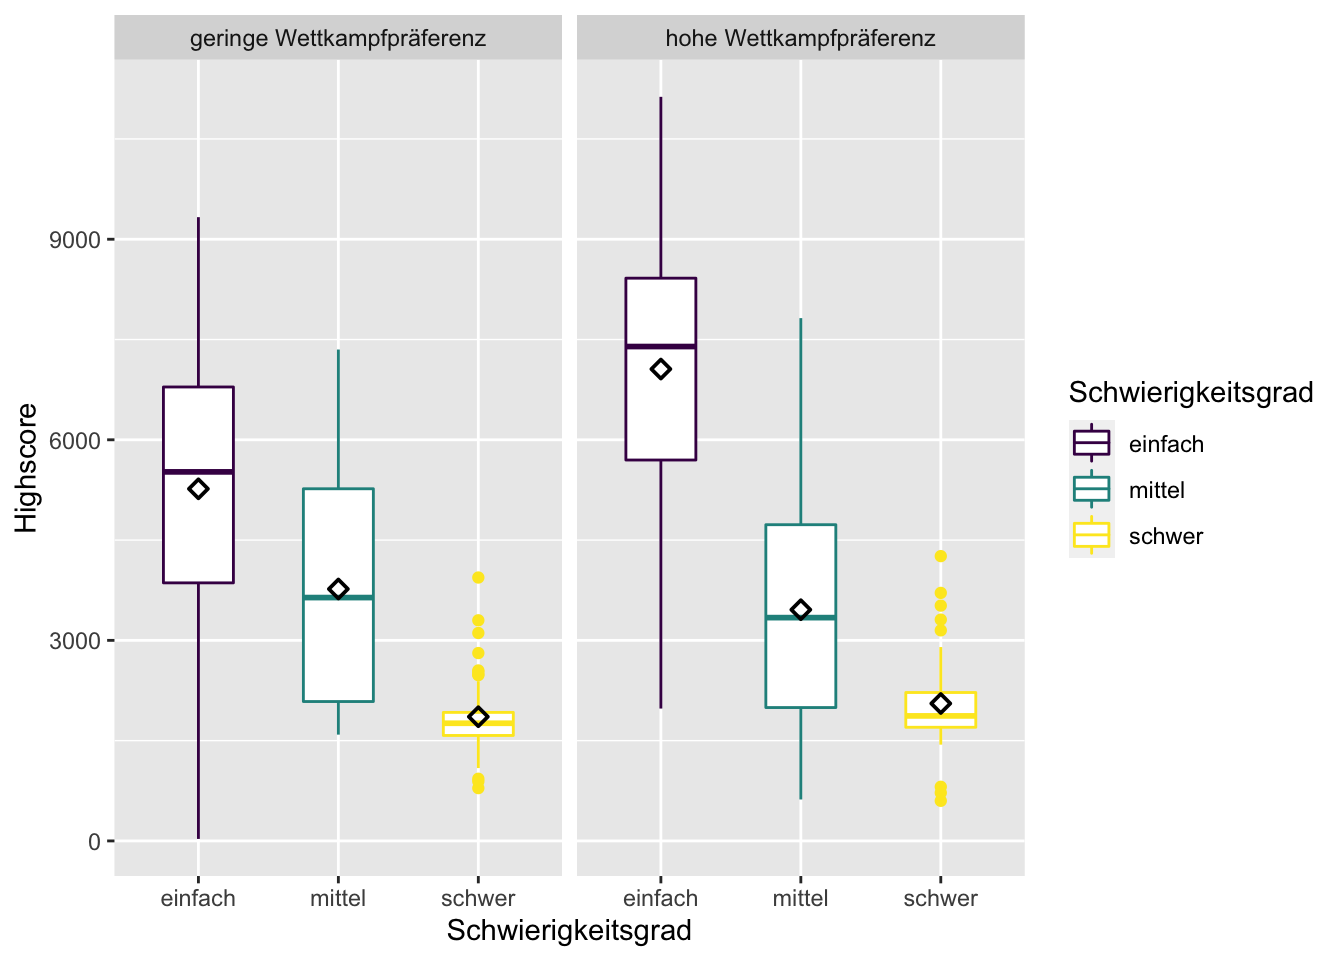 geringe Wettkampfpräferenz
hohe Wettkampfpräferenz
Highscore
9000
6000
3000
0
einfach
mittel
schwer
einfach
mittel
schwer
Schwierigkeitsgrad
Schwierigkeitsgrad
einfach
mittel
schwer